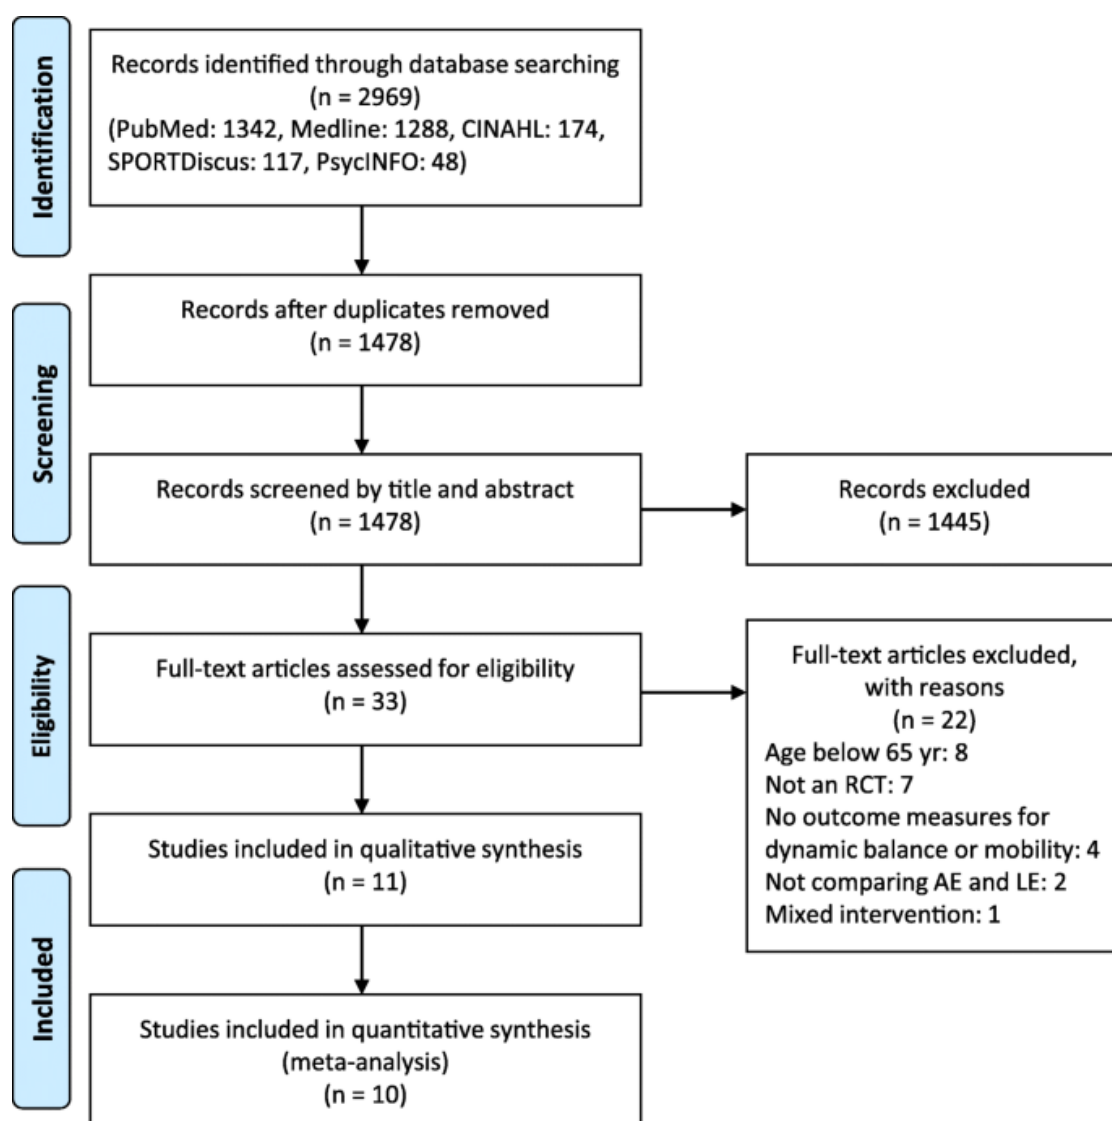 Identification
Records identified through database searching
(n = 2969)
(PubMed: 1342, Medline: 1288, CINAHL: 174,
SPORTDiscus: 117, PsycINFO: 48)
Screening
Records after duplicates removed
(n = 1478)
Records screened by title and abstract
(n = 1478)
Records excluded
(n = 1445)
Eligibility
Full-text articles assessed for eligibility
(n = 33)
Full-text articles excluded,
with reasons
(n = 22)
Age below 65 yr: 8
Not an RCT: 7
No outcome measures for
dynamic balance or mobility: 4
Not comparing AE and LE: 2
Mixed intervention: 1
Studies included in qualitative synthesis
(n = 11)
Included
Studies included in quantitative synthesis
(meta-analysis)
(n = 10)